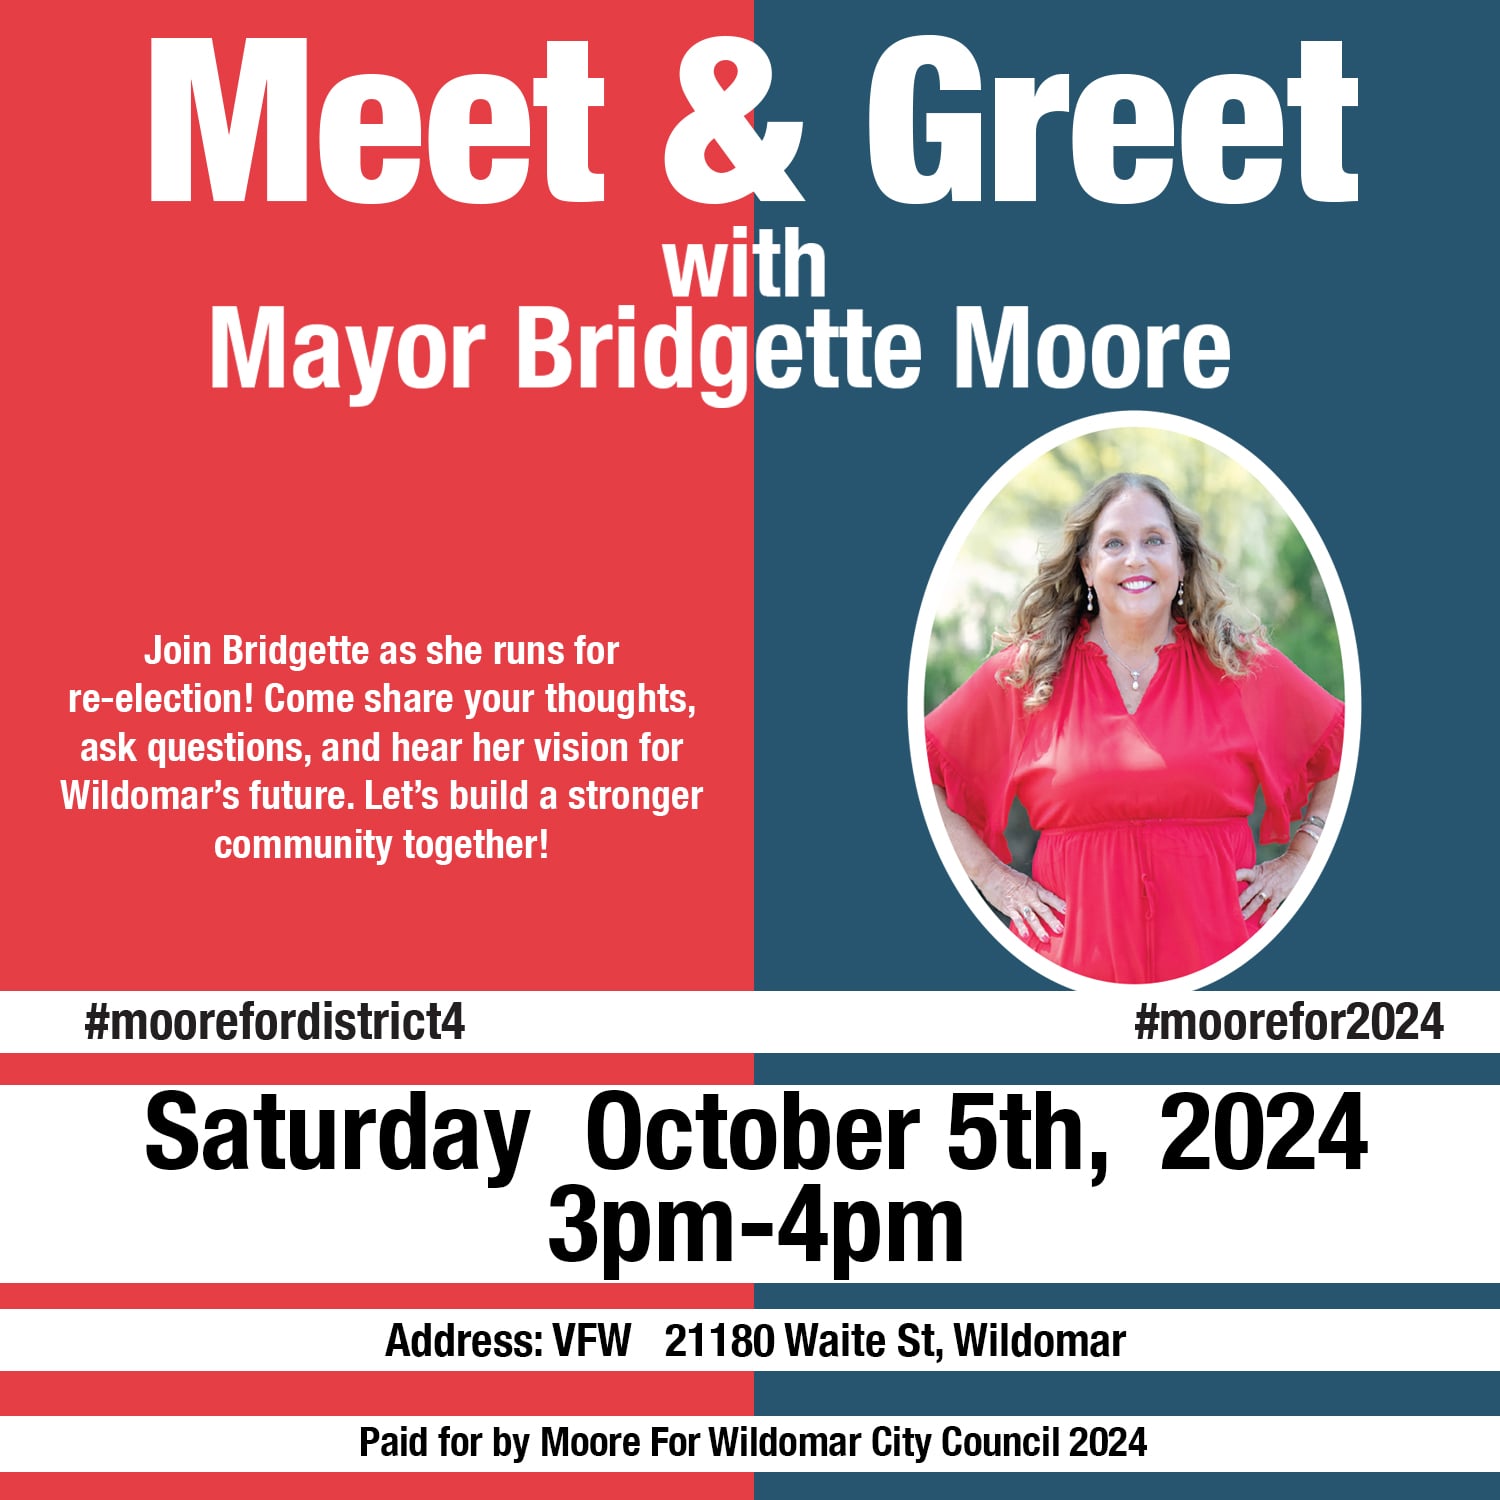 Meet & Greet
with
Mayor Bridgette Moore
Join Bridgette as she runs for
re-election! Come share your thoughts,
ask questions, and hear her vision for
Wildomar’s future. Let’s build a stronger
community together!
#moorefordistrict4 #moorefor2024
Saturday October 5th, 2024
3pm-4pm
Address: VFW 21180 Waite St, Wildomar
Paid for by Moore For Wildomar City Council 2024